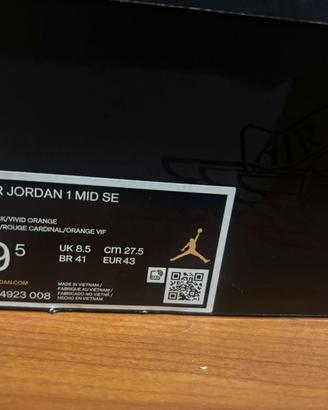 R JORDAN 1 MID SE
K/VIVID ORANGE
/ROUGE CARDINAL/ORANGE VIF
9 5
UK 8.5 cm 27.5
BR 41 EUR 43
DAN.COM
4923 008
MADE IN VIETNAM /
FABRIQUÉ AU VIETNAM /
FABRICADO NO VIETNÃ /
HECHO EN VIETNAM
AIR